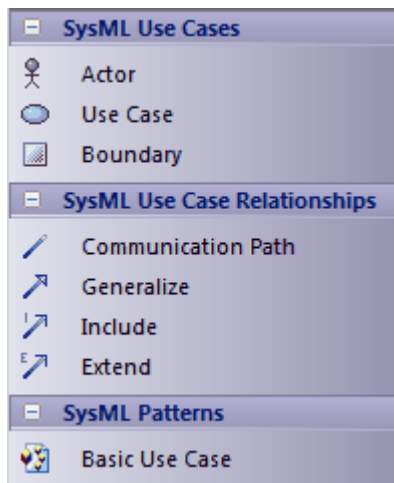 SysML Use Cases
Actor
Use Case
Boundary
SysML Use Case Relationships
Communication Path
Generalize
I
Include
E
Extend
SysML Patterns
Basic Use Case